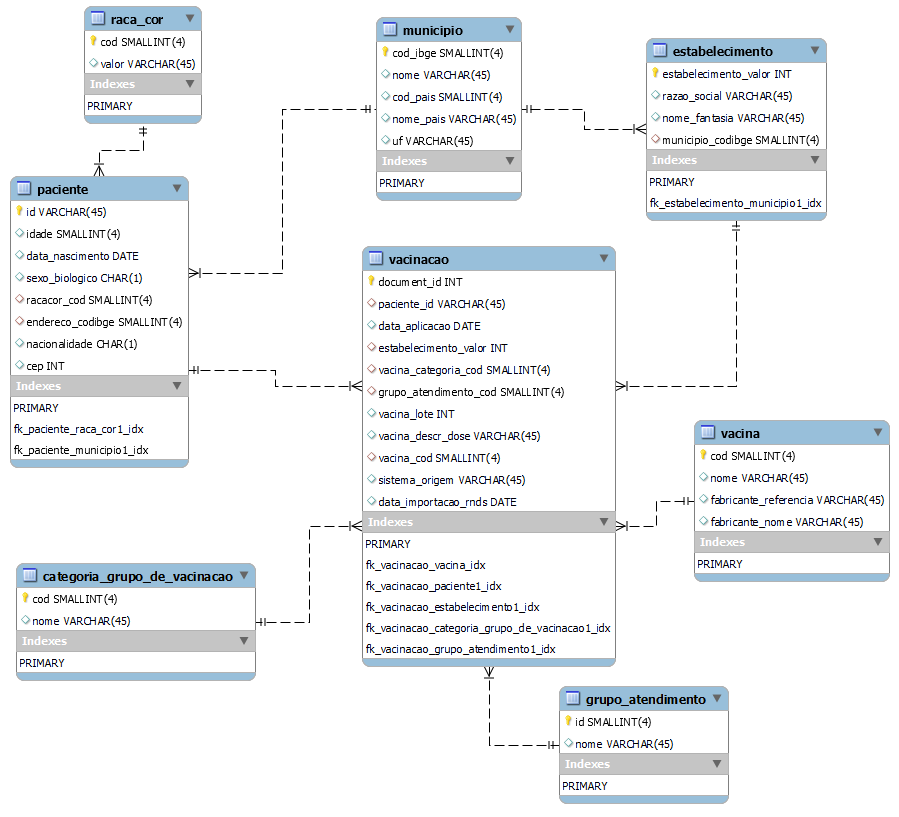 raca_cor
cod SMALLINT(4)
valor VARCHAR(45)
Indexes
PRIMARY
municipio
cod_ibge SMALLINT(4)
nome VARCHAR(45)
cod_pais SMALLINT(4)
nome_pais VARCHAR(45)
uf VARCHAR(45)
Indexes
PRIMARY
estabelecimento
estabelecimento_valor INT
razao_social VARCHAR(45)
nome_fantasia VARCHAR(45)
municipio_codibge SMALLINT(4)
Indexes
PRIMARY
fk_estabelecimento_municipio1_idx
paciente
id VARCHAR(45)
idade SMALLINT(4)
data_nascimento DATE
sexo_biologico CHAR(1)
racacor_cod SMALLINT(4)
endereco_codibge SMALLINT(4)
nacionalidade CHAR(1)
cep INT
Indexes
PRIMARY
fk_paciente_raca_cor1_idx
fk_paciente_municipio1_idx
vacinacao
document_id INT
paciente_id VARCHAR(45)
data_aplicacao DATE
estabelecimento_valor INT
vacina_categoria_cod SMALLINT(4)
grupo_atendimento_cod SMALLINT(4)
vacina_lote INT
vacina_descr_dose VARCHAR(45)
vacina_cod SMALLINT(4)
sistema_origem VARCHAR(45)
data_importacao_rnds DATE
Indexes
PRIMARY
fk_vacinacao_vacina_idx
fk_vacinacao_paciente1_idx
fk_vacinacao_estabelecimento1_idx
fk_vacinacao_categoria_grupo_de_vacinacao1_idx
fk_vacinacao_grupo_atendimento1_idx
vacina
cod SMALLINT(4)
nome VARCHAR(45)
fabricante_referencia VARCHAR(45)
fabricante_nome VARCHAR(45)
Indexes
PRIMARY
categoria_grupo_de_vacinacao
cod SMALLINT(4)
nome VARCHAR(45)
Indexes
PRIMARY
grupo_atendimento
id SMALLINT(4)
nome VARCHAR(45)
Indexes
PRIMARY